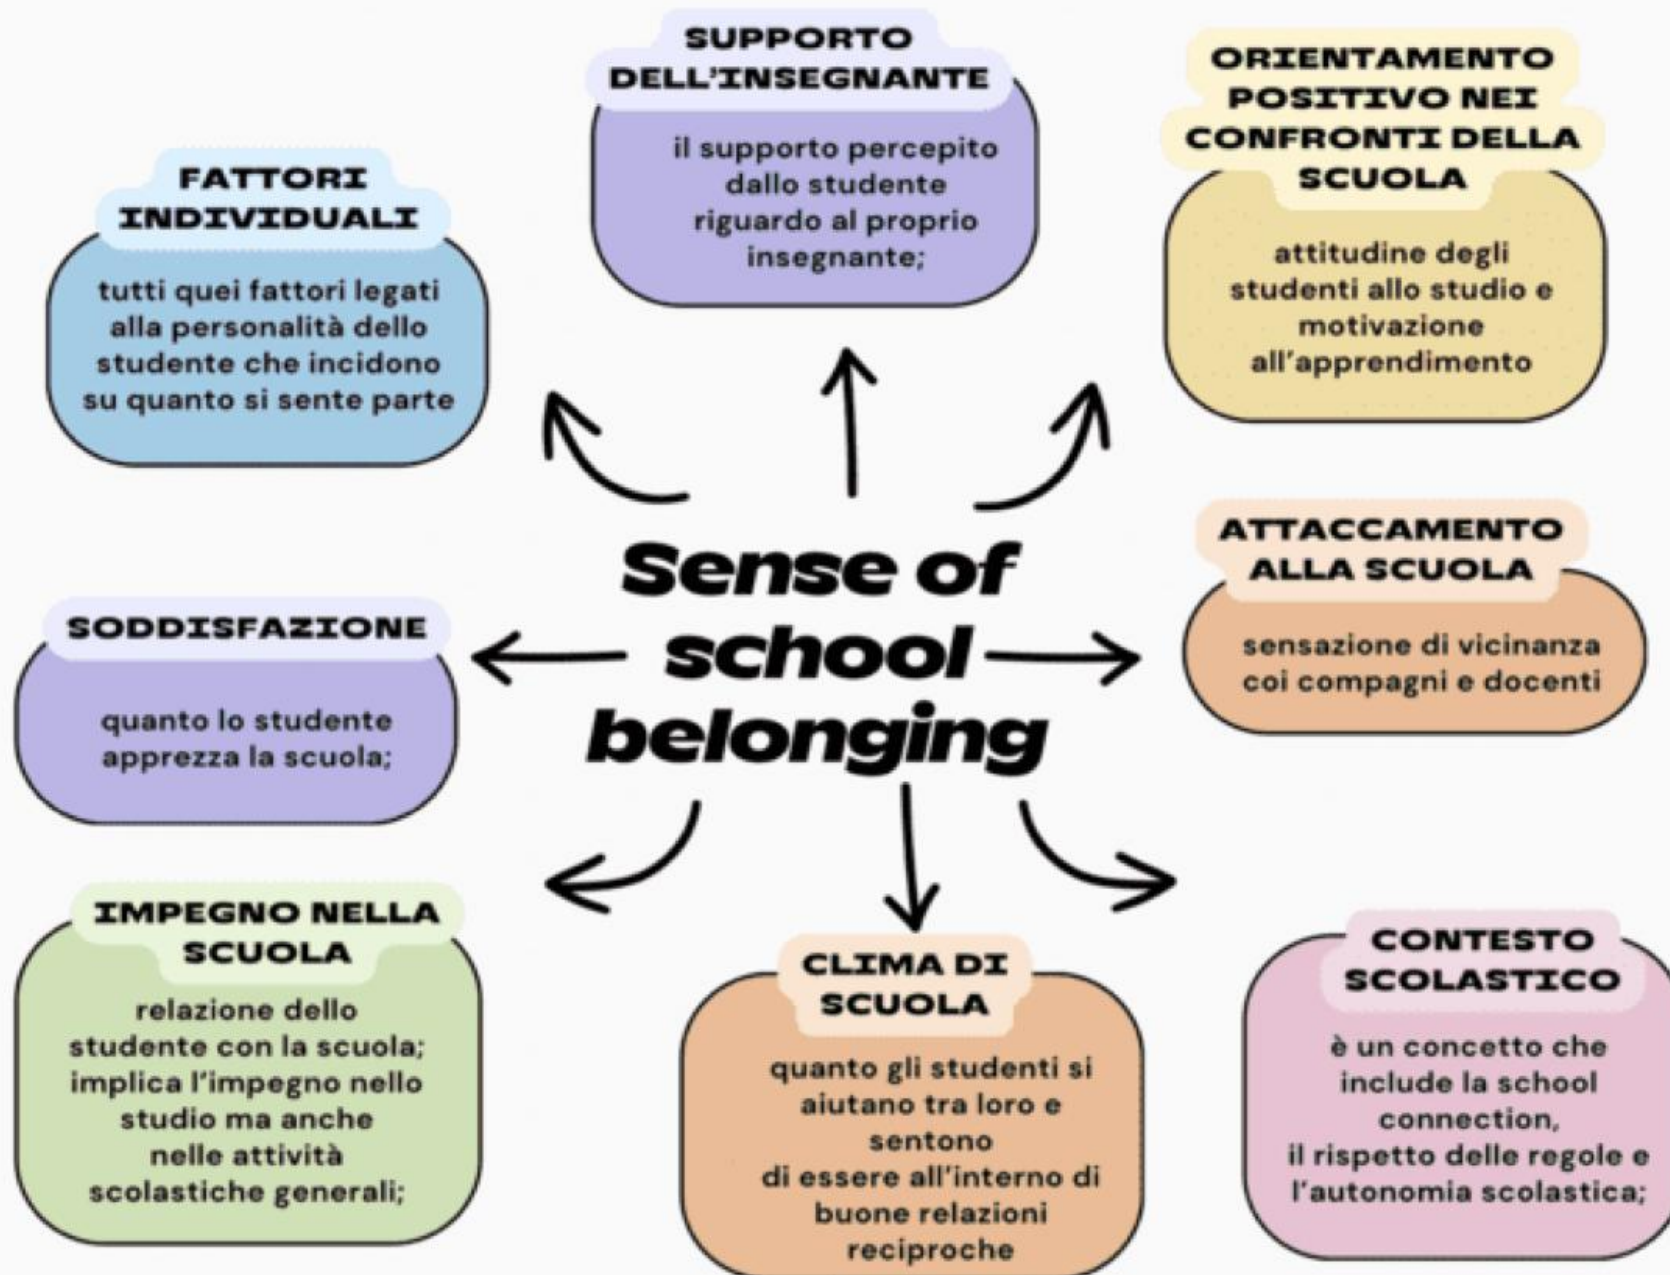 SUPPORTO
DELL'INSEGNANTE
il supporto percepito
dallo studente
riguardo al proprio
insegnante;
ORIENTAMENTO
POSITIVO NEI
CONFRONTI DELLA
SCUOLA
attitudine degli
studenti allo studio e
motivazione
all'apprendimento
FATTORI
INDIVIDUALI
tutti quei fattori legati
alla personalità dello
studente che incidono
su quanto si sente parte
Sense of
school
belonging
ATTACCAMENTO
ALLA SCUOLA
sensazione di vicinanza
coi compagni e docenti
SODDISFAZIONE
quanto lo studente
apprezza la scuola;
IMPEGNO NELLA
SCUOLA
relazione dello
studente con la scuola;
implica l'impegno nello
studio ma anche
nelle attività
scolastiche generali;
CLIMA DI
SCUOLA
quanto gli studenti si
aiutano tra loro e
sentono
di essere all'interno di
buone relazioni
reciproche
CONTESTO
SCOLASTICO
è un concetto che
include la school
connection,
il rispetto delle regole e
l'autonomia scolastica;